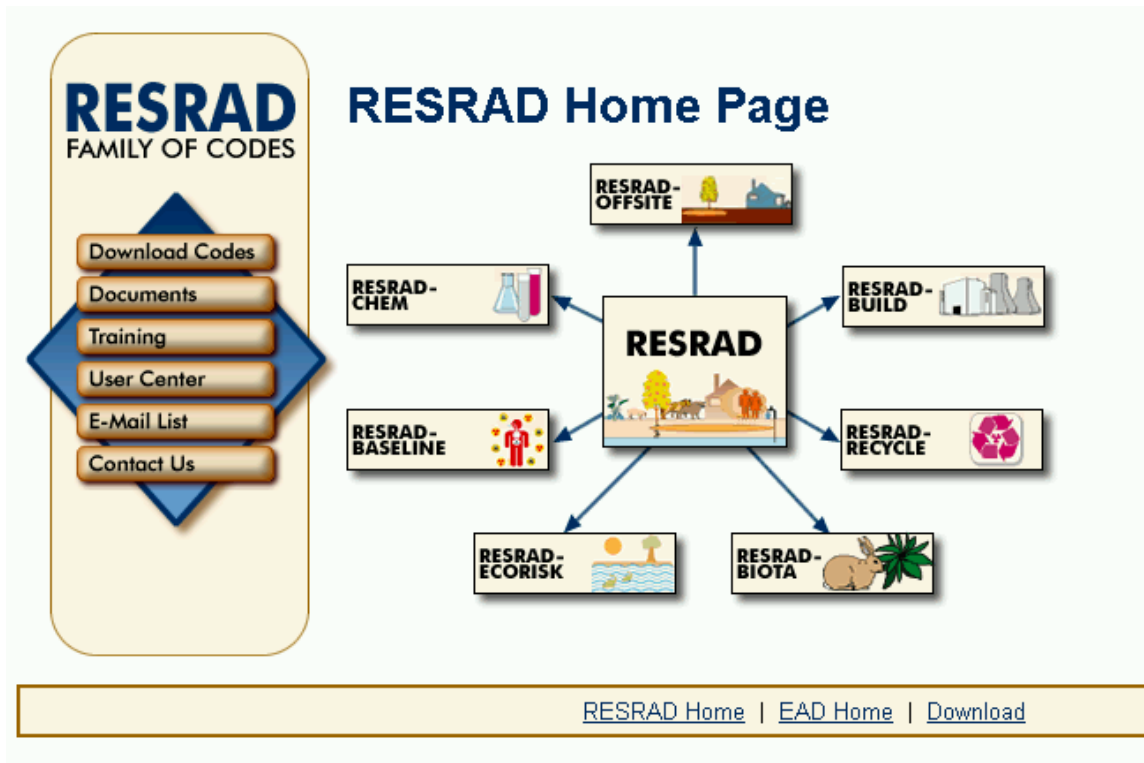 RESRAD
FAMILY OF CODES
Download Codes
Documents
Training
User Center
E-Mail List
Contact Us
RESRAD Home Page
RESRAD-
OFFSITE
RESRAD-
CHEM
RESRAD-
BUILD
RESRAD
RESRAD-
BASELINE
RESRAD-
RECYCLE
RESRAD-
ECORISK
RESRAD-
BIOTA
RESRAD Home | EAD Home | Download